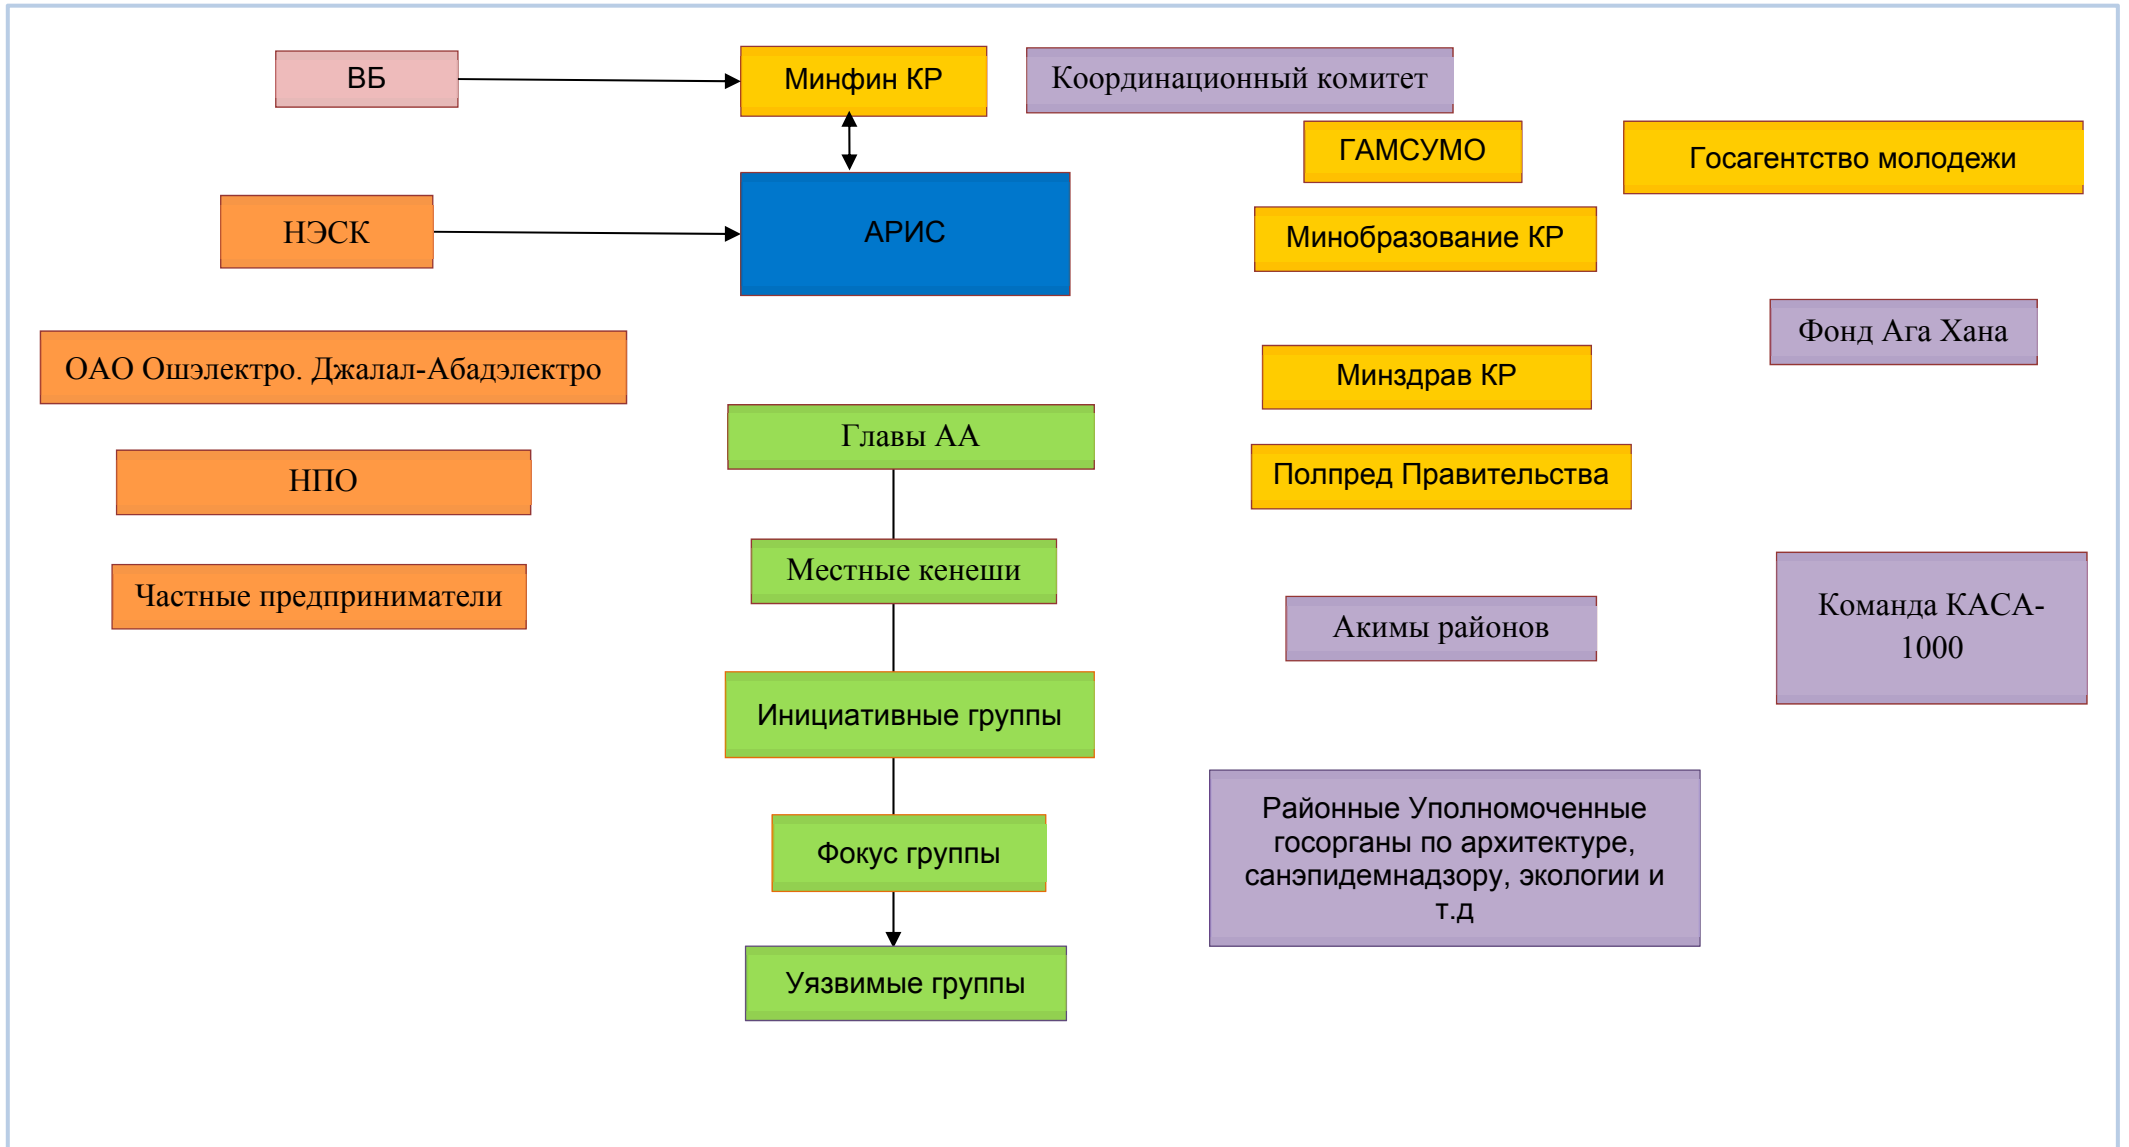 ВБ
Минфин КР
Координационный комитет
ГАМСУМО
Госагентство молодежи
НЭСК
АРИС
Минобразование КР
Фонд Ага Хана
ОАО Ошэлектро. Джалал-Абадэлектро
Минздрав КР
Главы АА
Полпред Правительства
НПО
Местные кенеши
Частные предприниматели
Акимы районов
Команда КАСА-
1000
Инициативные группы
Районные Уполномоченные
госорганы по архитектуре,
санэпидемнадзору, экологии и
т.д
Фокус группы
Уязвимые группы